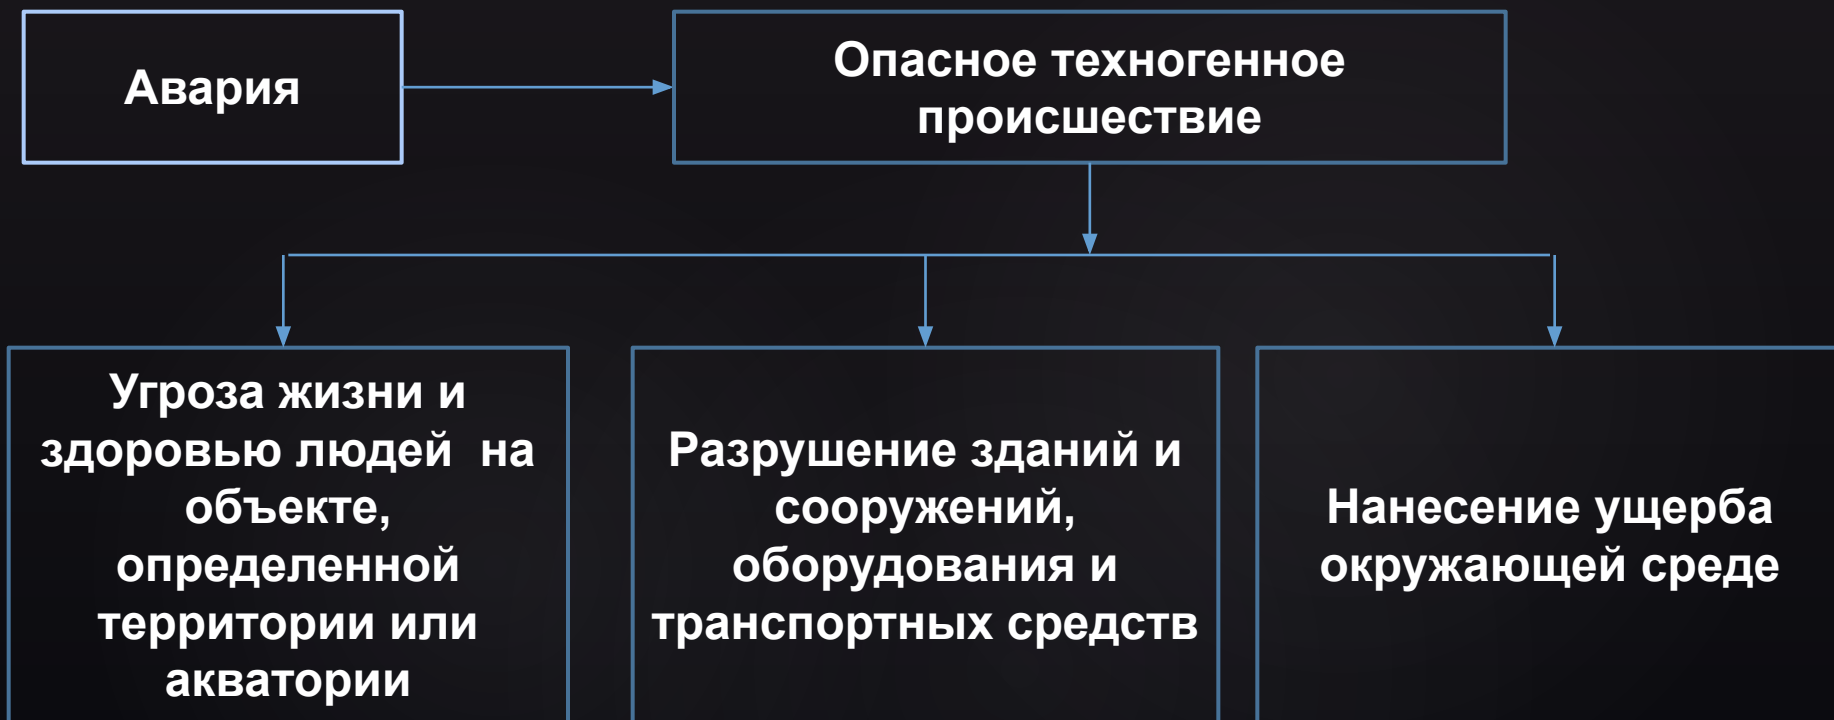 Авария
Опасное техногенное
происшествие
Угроза жизни и
здоровью людей  на
объекте,
определенной
территории или
акватории
Разрушение зданий и
сооружений,
оборудования и
транспортных средств
Нанесение ущерба
окружающей среде